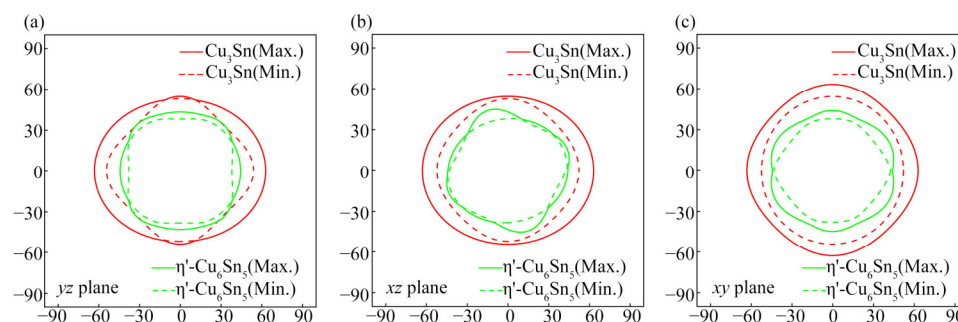 (a)
90
60
30
0
−30
−60
−90
−90
−60
−30
0
30
60
90
Cu₃Sn(Max.)
Cu₃Sn(Min.)
η'-Cu₆Sn₅(Max.)
η'-Cu₆Sn₅(Min.)
yz plane
(b)
90
60
30
0
−30
−60
−90
−90
−60
−30
0
30
60
90
Cu₃Sn(Max.)
Cu₃Sn(Min.)
η'-Cu₆Sn₅(Max.)
η'-Cu₆Sn₅(Min.)
xz plane
(c)
90
60
30
0
−30
−60
−90
−90
−60
−30
0
30
60
90
Cu₃Sn(Max.)
Cu₃Sn(Min.)
η'-Cu₆Sn₅(Max.)
η'-Cu₆Sn₅(Min.)
xy plane